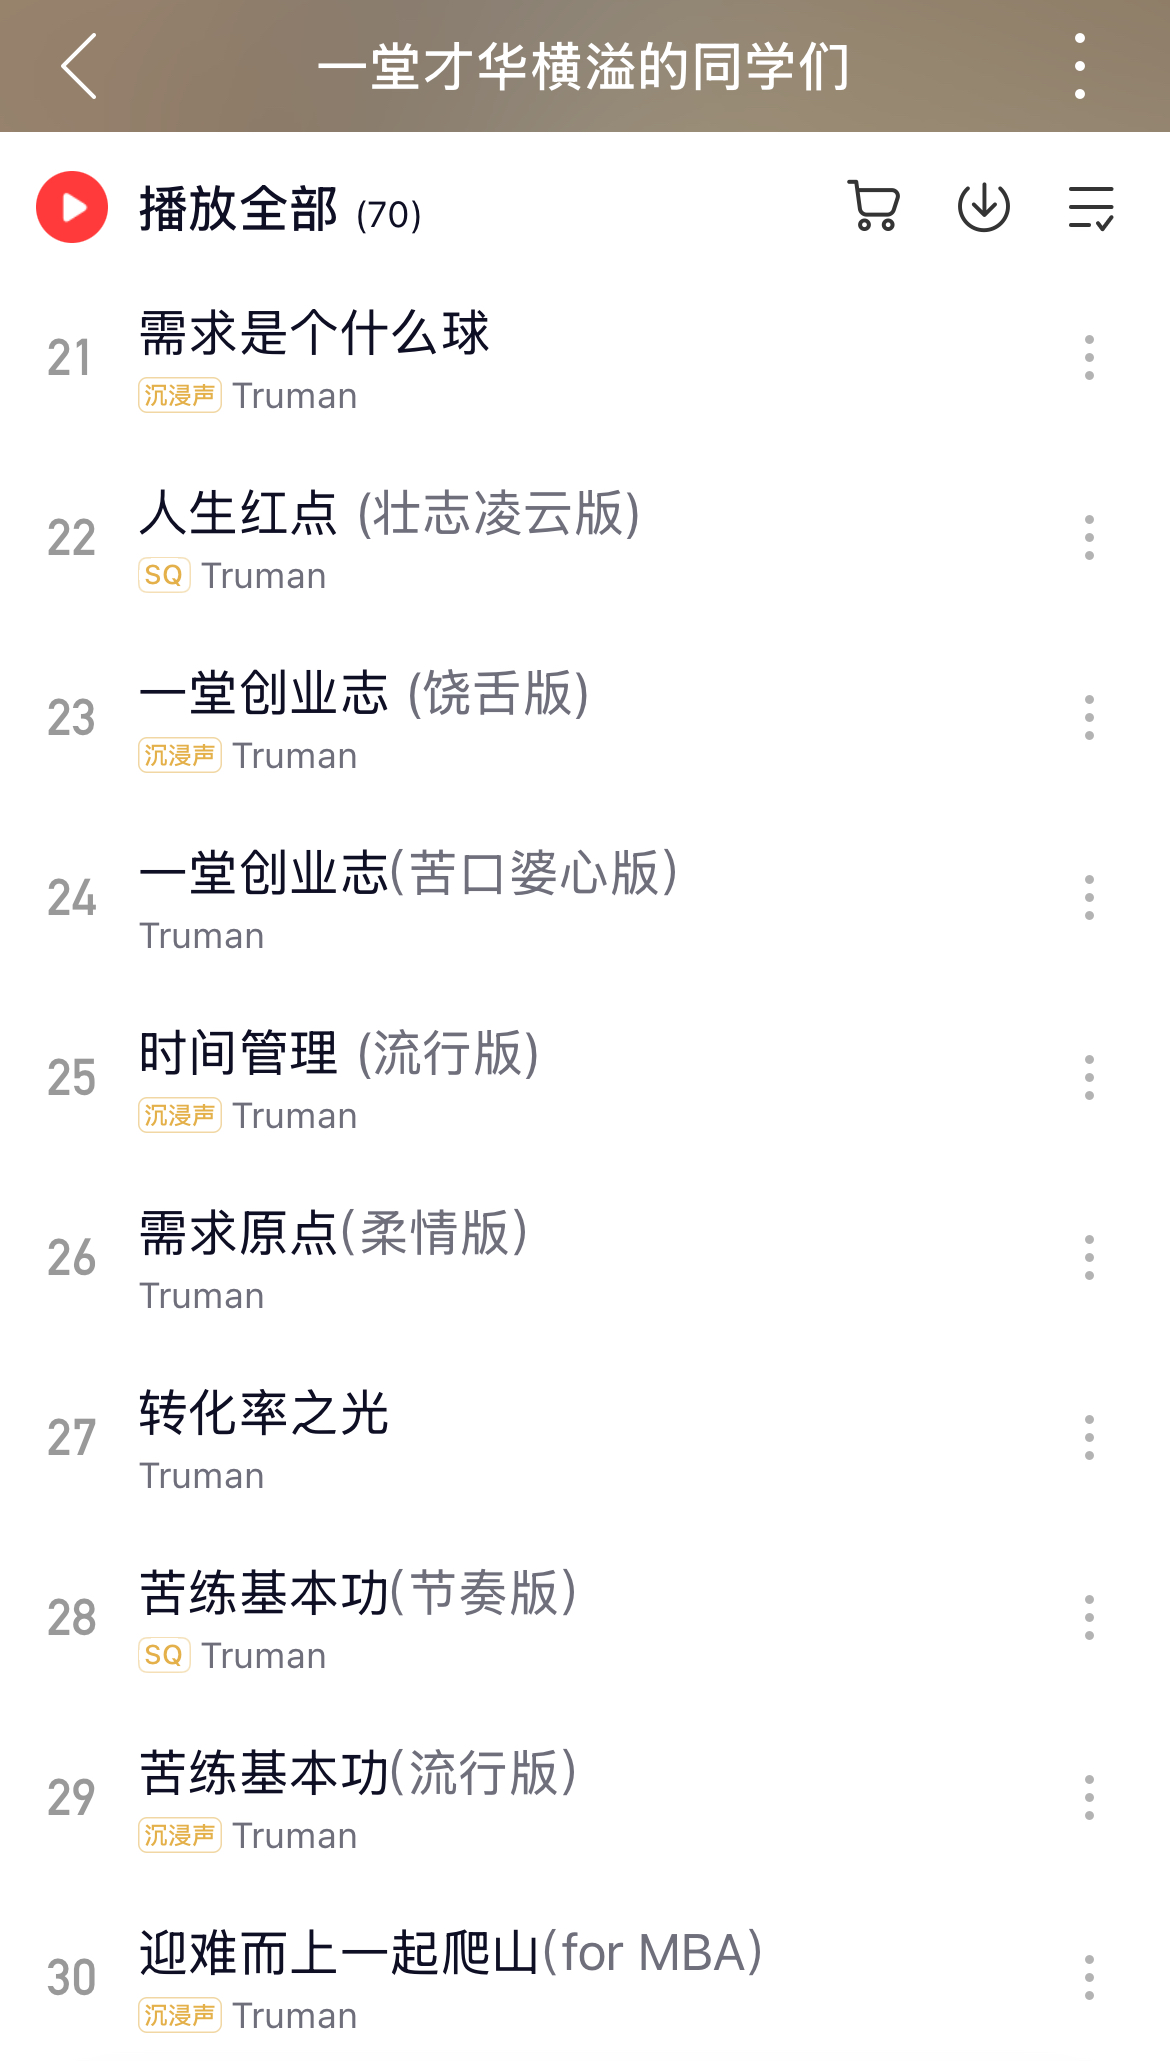 一堂才华横溢的同学们
播放全部 (70)
21
需求是个什么球
沉浸声 Truman
22
人生红点 (壮志凌云版)
SQ Truman
23
一堂创业志 (饶舌版)
沉浸声 Truman
24
一堂创业志(苦口婆心版)
Truman
25
时间管理 (流行版)
沉浸声 Truman
26
需求原点(柔情版)
Truman
27
转化率之光
Truman
28
苦练基本功(节奏版)
SQ Truman
29
苦练基本功(流行版)
沉浸声 Truman
30
迎难而上一起爬山(for MBA)
沉浸声 Truman